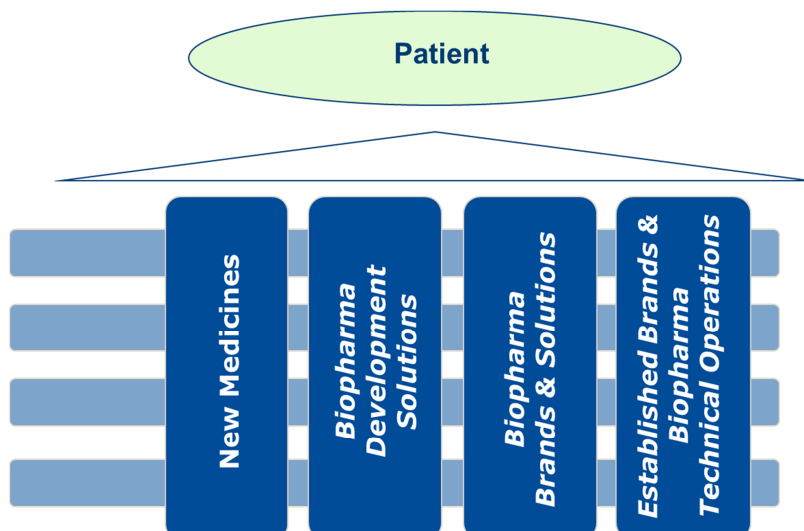 Patient
New Medicines
Biopharma
Development
Solutions
Biopharma
Brands & Solutions
Established Brands &
Biopharma
Technical Operations